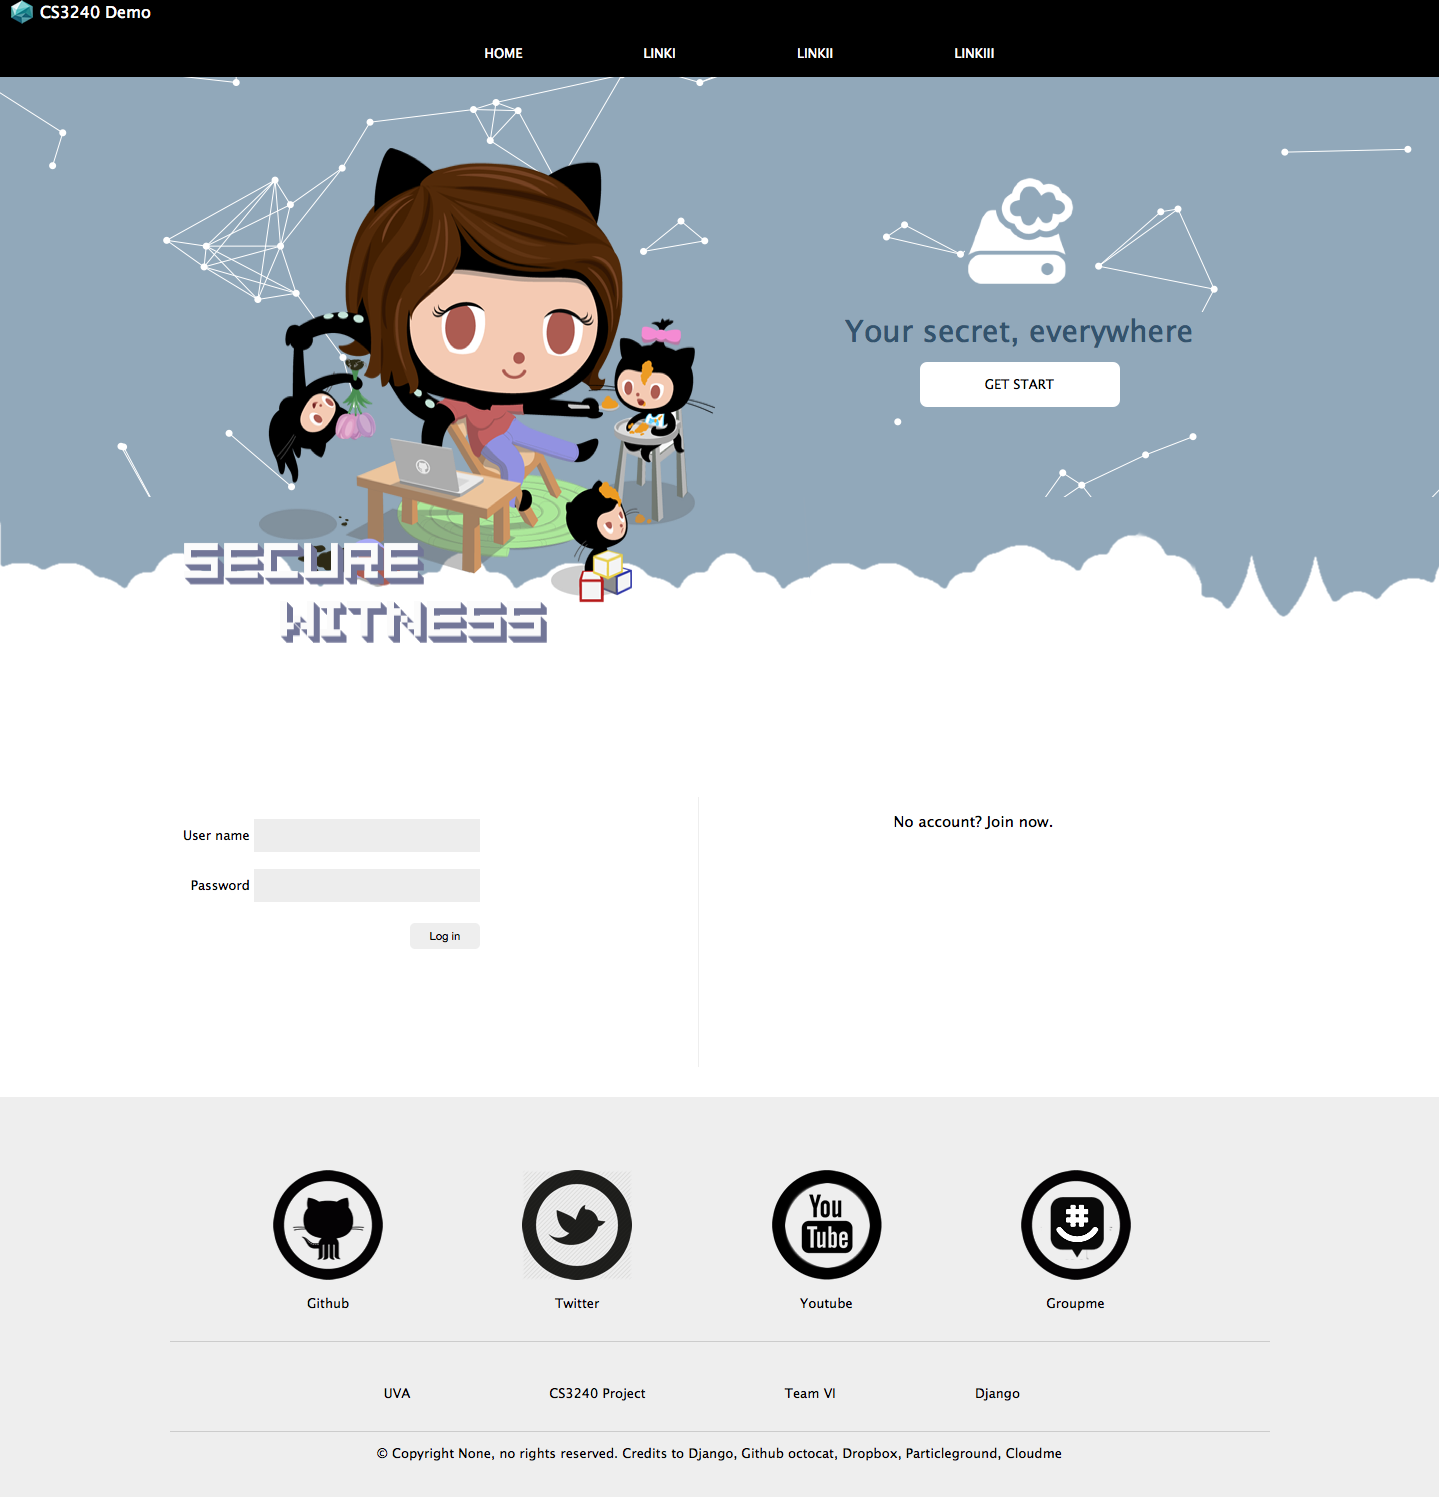 CS3240 Demo
HOME LINKI LINKII LINKIII
Your secret, everywhere
GET START
SECURE
WITNESS
User name
No account? Join now.
Password
Log in
You
Tube
#
Github Twitter Youtube Groupme
UVA CS3240 Project Team VI Django
© Copyright None, no rights reserved. Credits to Django, Github octocat, Dropbox, Particleground, Cloudme